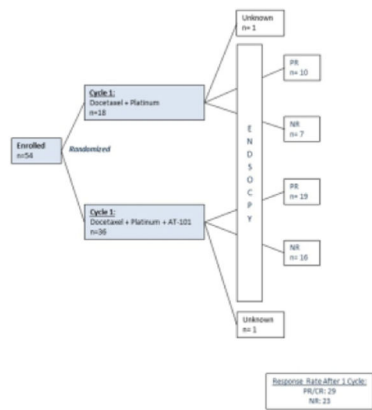 Unknown
n= 1
Cycle 1:
Docetaxel + Platinum
n=18
PR
n= 10
Enrolled
n=54
Randomized
NR
n= 7
E
N
D
S
O
C
P
Y
PR
n= 19
Cycle 1:
Docetaxel + Platinum + AT-101
n=36
NR
n= 16
Unknown
n= 1
Response Rate After 1 Cycle:
PR/CR: 29
NR: 23